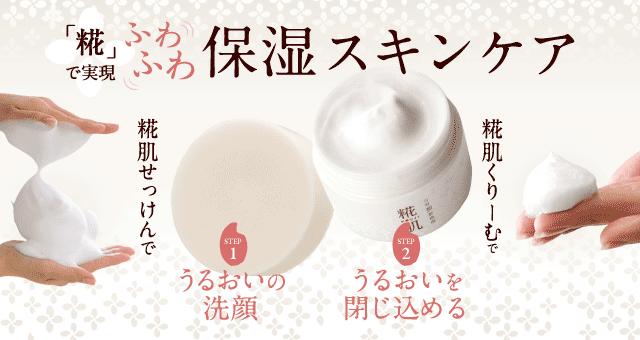 「糀」
で実現
ふわ
ふわ
保湿スキンケア
糀肌せっけんで
糀肌くりーむで
糀肌
STEP
1
うるおいの
洗顔
STEP
2
うるおいを
閉じ込める